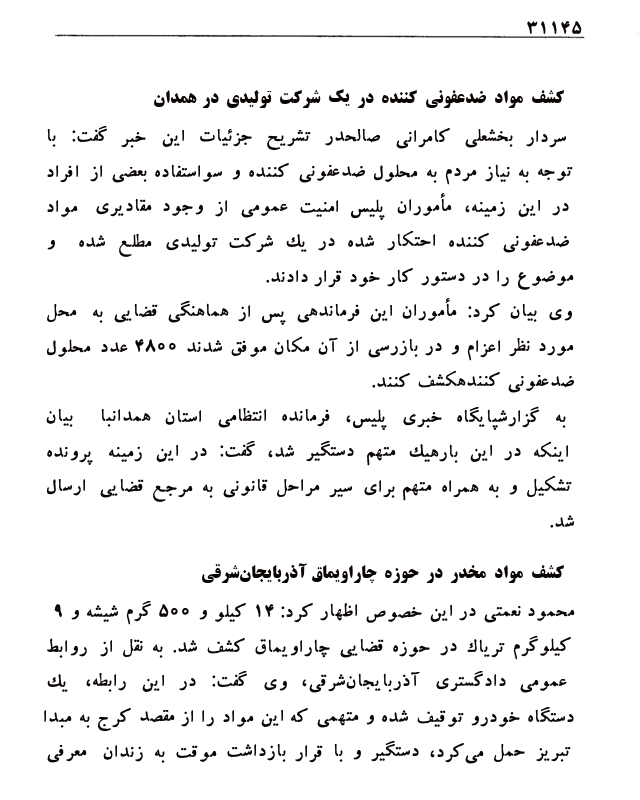 ۳۱۱۴۵
کشف مواد ضدعفونی کننده در یک شرکت تولیدی در همدان
سردار بخشعلی کامرانی صالحدر تشریح جزئیات این خبر گفت: با
توجه به نیاز مردم به محلول ضدعفونی کننده و سواستفاده بعضی از افراد
در این زمینه، مأموران پلیس امنیت عمومی از وجود مقادیری مواد
ضدعفونی کننده احتکار شده در یك شرکت تولیدی مطلع شده و
موضوع را در دستور کار خود قرار دادند.
وی بیان کرد: مأموران این فرماندهی پس از هماهنگی قضایی به محل
مورد نظر اعزام و در بازرسی از آن مکان موفق شدند ۴۸۰۰ عدد محلول
ضدعفونی کنندهکشف کنند.
به گزارشپایگاه خبری پلیس، فرمانده انتظامی استان همدانبا بیان
اینکه در این بارهیك متهم دستگیر شد، گفت: در این زمینه پرونده
تشکیل و به همراه متهم برای سیر مراحل قانونی به مرجع قضایی ارسال
شد.
کشف مواد مخدر در حوزه چاراویماق آذربایجان‌شرقی
محمود نعمتی در این خصوص اظهار کرد: ۱۴ کیلو و ۵۰۰ گرم شیشه و ۹
کیلوگرم تریاك در حوزه قضایی چاراویماق کشف شد. به نقل از روابط
عمومی دادگستری آذربایجان‌شرقی، وی گفت: در این رابطه، یك
دستگاه خودرو توقیف شده و متهمی که این مواد را از مقصد کرج به مبدا
تبریز حمل می‌کرد، دستگیر و با قرار بازداشت موقت به زندان معرفی